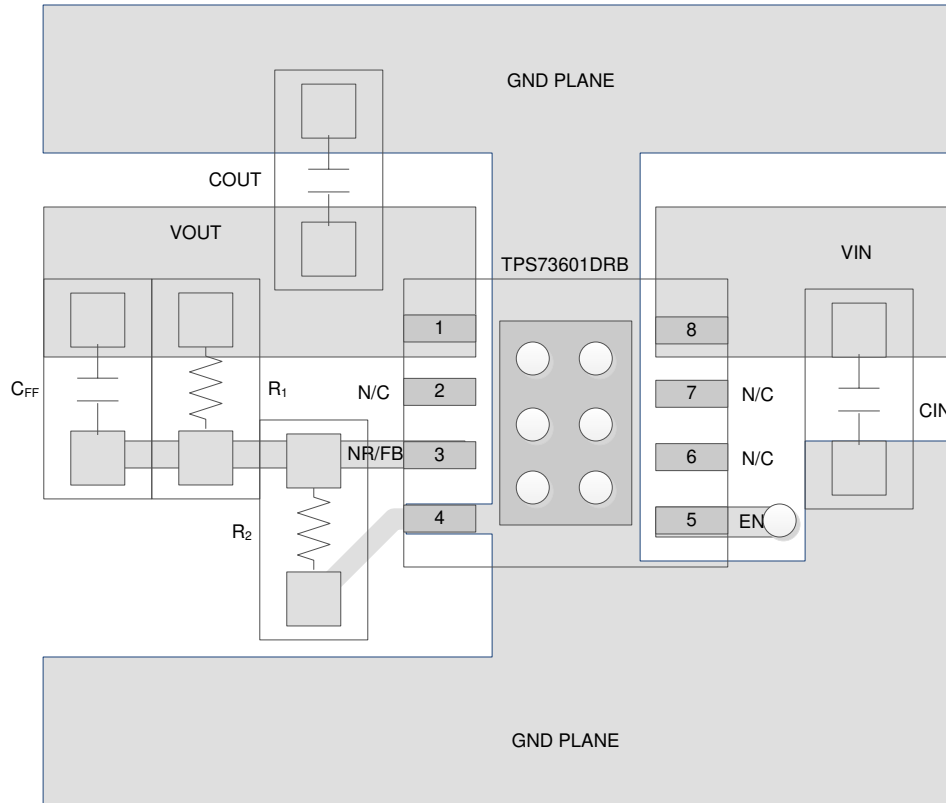 GND PLANE
COUT
VOUT
TPS73601DRB
VIN
1
8
CFF
R1
N/C
2
7
N/C
CIN
NR/FB
3
6
N/C
4
5
EN
R2
GND PLANE